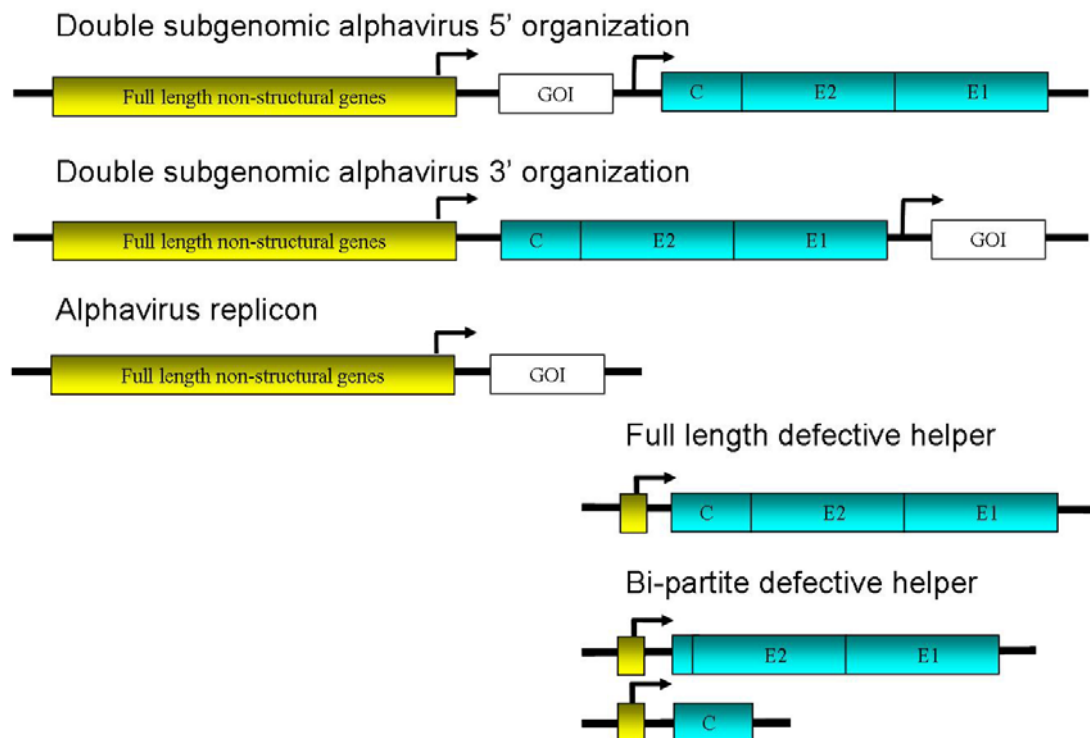 Double subgenomic alphavirus 5’ organization
Full length non-structural genes GOI C E2 E1
Double subgenomic alphavirus 3’ organization
Full length non-structural genes C E2 E1 GOI
Alphavirus replicon
Full length non-structural genes GOI
Full length defective helper
C E2 E1
Bi-partite defective helper
E2 E1
C